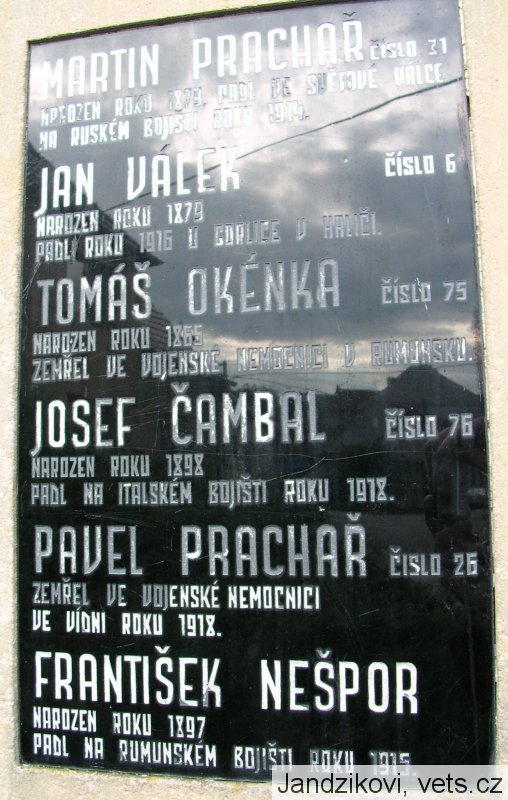 MARTIN PRACHAŘ ČÍSLO 31
NAROZEN ROKU 1879. PADL VE SVĚTOVÉ VÁLCE
NA RUSKÉM BOJIŠTI ROKU 1914.
JAN VÁLEK ČÍSLO 6
NAROZEN ROKU 1879
PADL ROKU 1916 U GORLICE V HALIČI.
TOMÁŠ OKÉNKA ČÍSLO 75
NAROZEN ROKU 1865
ZEMŘEL VE VOJENSKÉ NEMOCNICI V RUMUNSKU.
JOSEF ČAMBAL ČÍSLO 76
NAROZEN ROKU 1898
PADL NA ITALSKÉM BOJIŠTI ROKU 1918.
PAVEL PRACHAŘ ČÍSLO 26
ZEMŘEL VE VOJENSKÉ NEMOCNICI
VE VÍDNI ROKU 1918.
FRANTIŠEK NEŠPOR
NAROZEN ROKU 1897
PADL NA RUMUNSKÉM BOJIŠTI ROKU 1915.
Jandzikovi, vets.cz